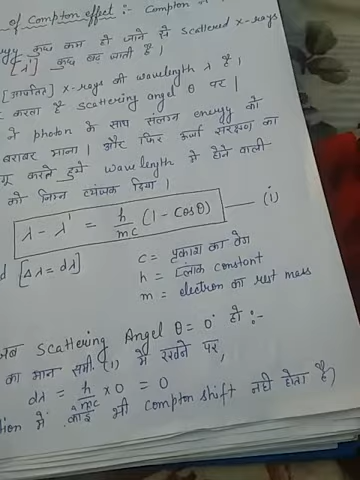 of Compton effect :- Compton ने
कुछ कम हो जाने से scattered x-rays
[λ'] कुछ बढ़ जाती है।
[आपतित] x-rays की wavelength λ है।
करता है scattering angel θ पर।
ने photon के साथ संलग्न energy को
बराबर माना। और फिर ऊर्जा संरक्षण का
करते हुये wavelength में होने वाली
को निम्न व्यंजक दिया।
λ - λ' = h/mc (1 - cosθ) — (i)
[Δλ = dλ]
c = प्रकाश का वेग
h = प्लांक constant
m = electron का rest mass
जब Scattering Angel θ = 0° हो :-
का मान समी. (1) में रखने पर,
dλ = h/mc × 0 = 0
tion में कोई भी compton shift नहीं होता है,